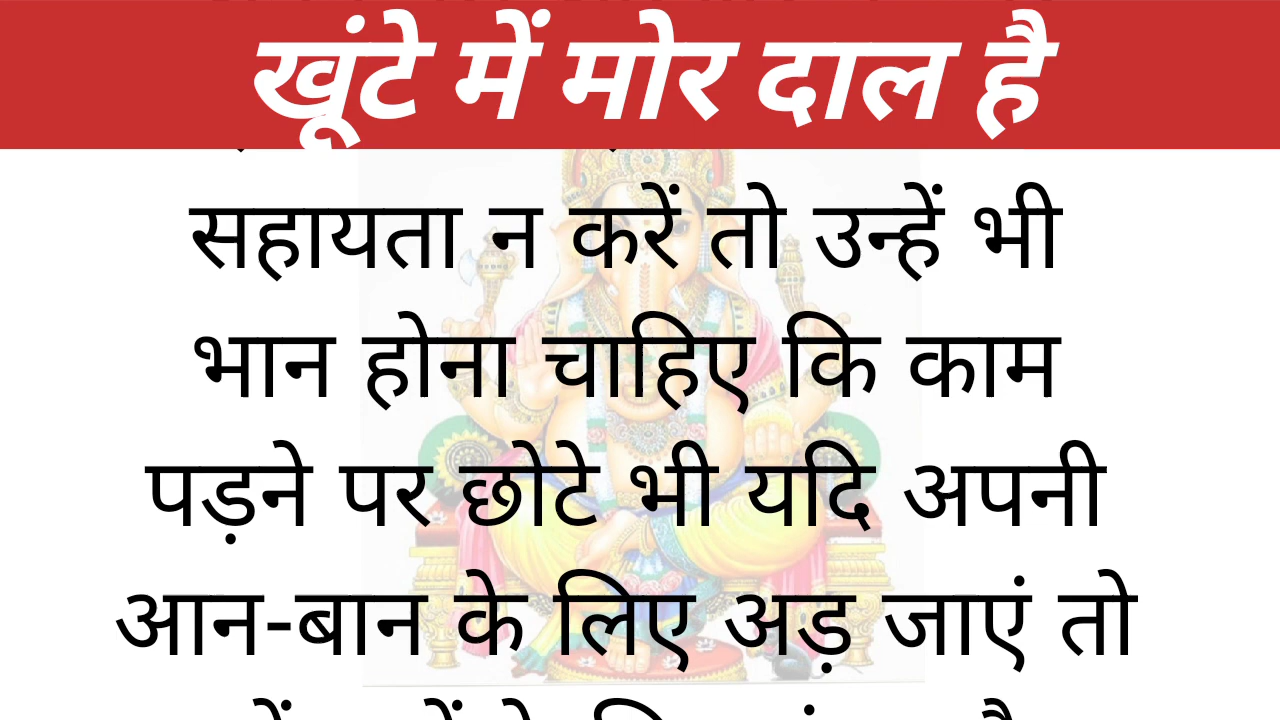 खूंटे में मोर दाल है
सहायता न करें तो उन्हें भी
भान होना चाहिए कि काम
पड़ने पर छोटे भी यदि अपनी
आन-बान के लिए अड़ जाएं तो